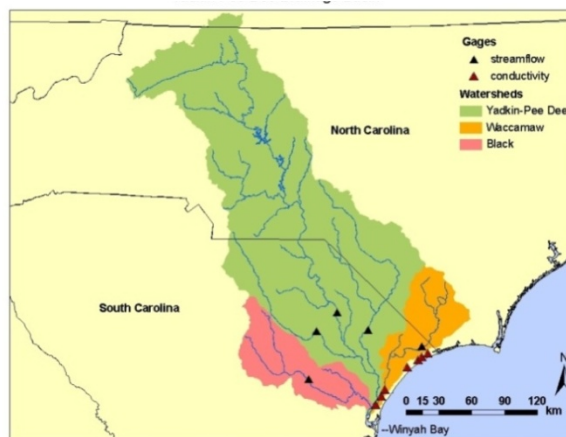 Gages
streamflow
conductivity
Watersheds
Yadkin-Pee Dee
Waccamaw
Black
North Carolina
South Carolina
N
0 15 30 60 90 120
km
--Winyah Bay